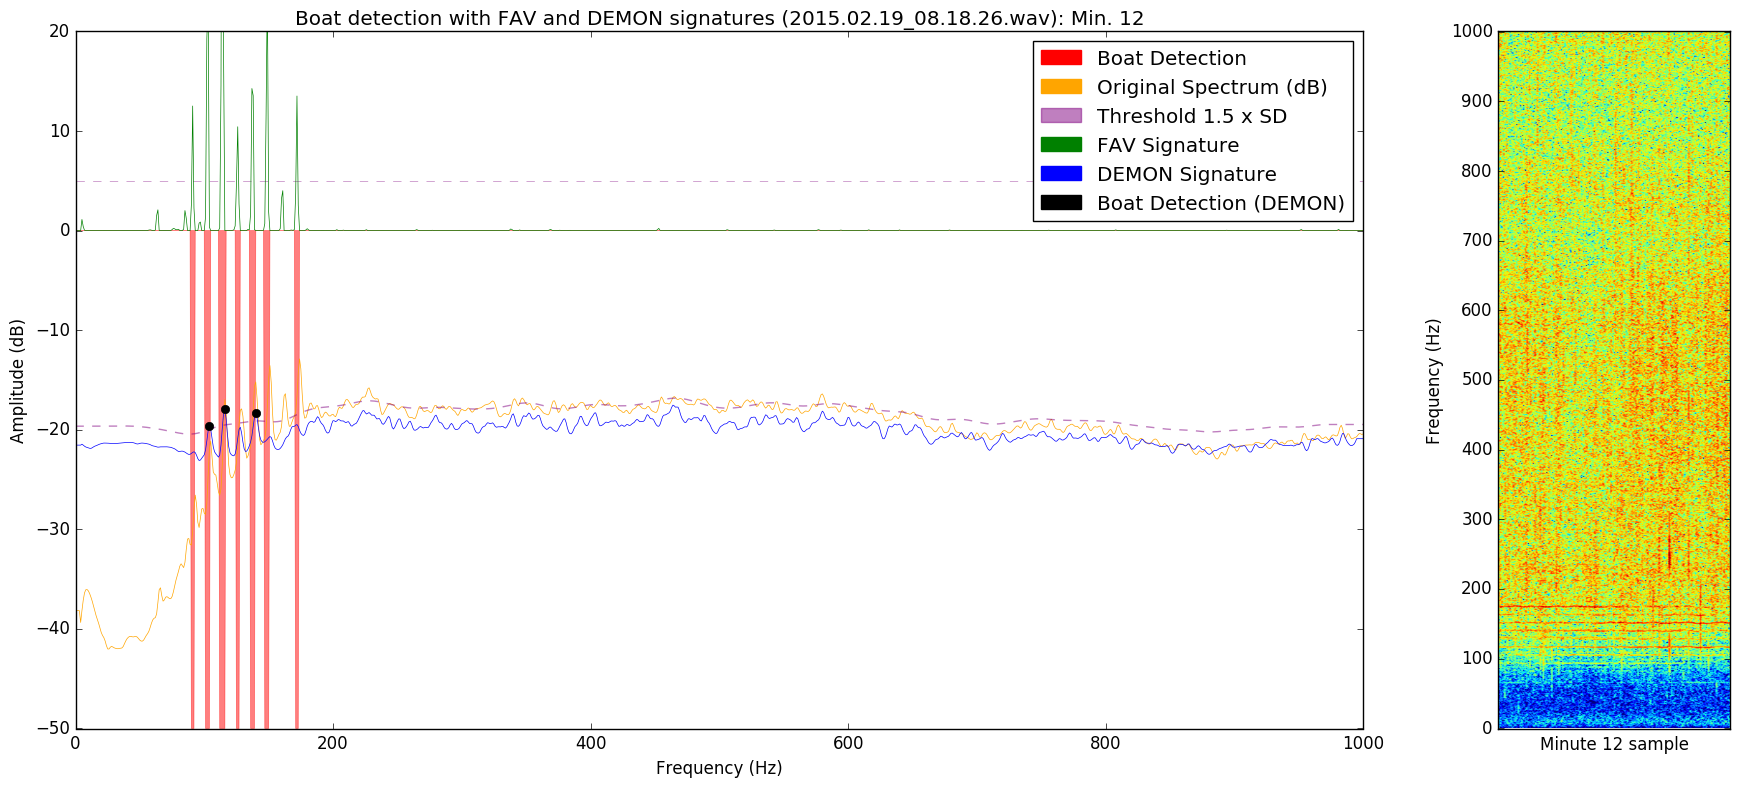 Boat detection with FAV and DEMON signatures (2015.02.19_08.18.26.wav): Min. 12
Boat Detection
Original Spectrum (dB)
Threshold 1.5 x SD
FAV Signature
DEMON Signature
Boat Detection (DEMON)
Amplitude (dB)
20
10
0
−10
−20
−30
−40
−50
0
200
400
600
800
1000
Frequency (Hz)
Frequency (Hz)
1000
900
800
700
600
500
400
300
200
100
0
Minute 12 sample